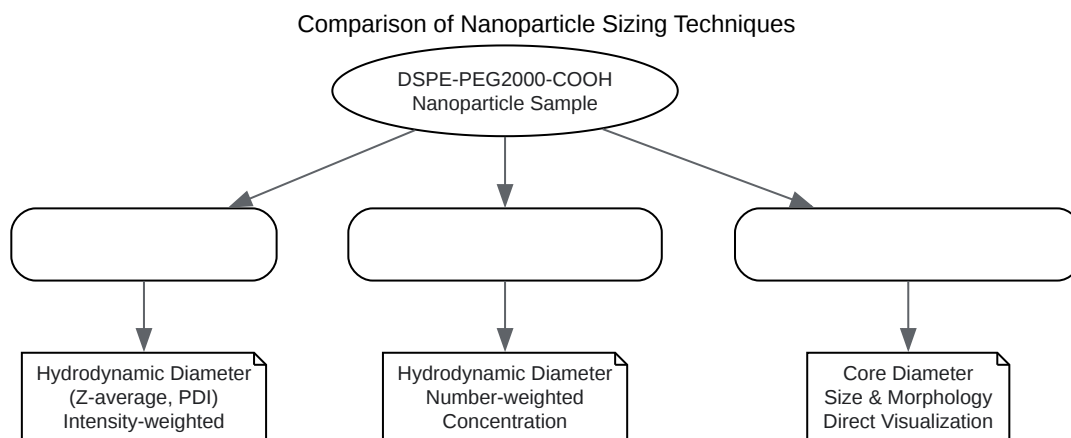 Comparison of Nanoparticle Sizing Techniques
DSPE-PEG2000-COOH
Nanoparticle Sample
Hydrodynamic Diameter
(Z-average, PDI)
Intensity-weighted
Hydrodynamic Diameter
Number-weighted
Concentration
Core Diameter
Size & Morphology
Direct Visualization